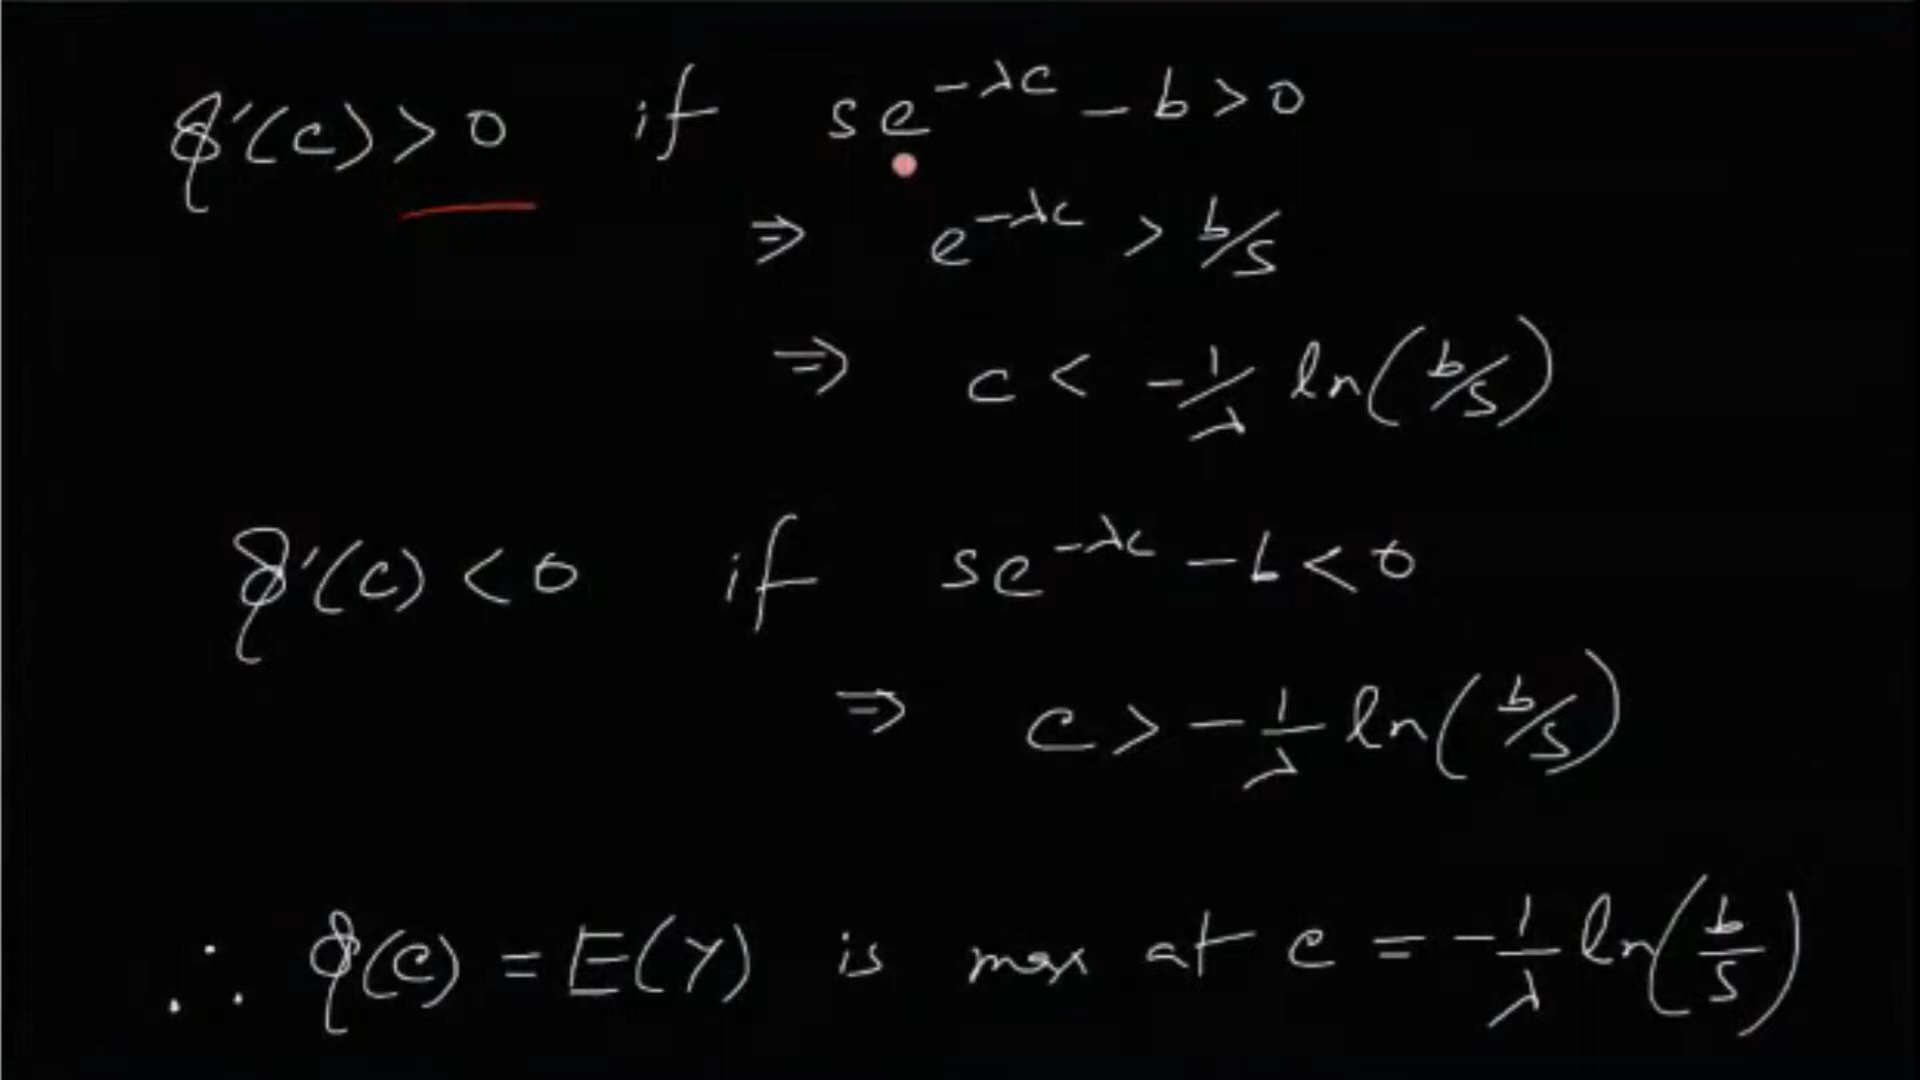 g'(c) > 0 if se^{-λc} - b > 0
⇒ e^{-λc} > b/s
⇒ c < -1/λ ln(b/s)
g'(c) < 0 if se^{-λc} - b < 0
⇒ c > -1/λ ln(b/s)
∴ g(c) = E(Y) is max at c = -1/λ ln(b/s)